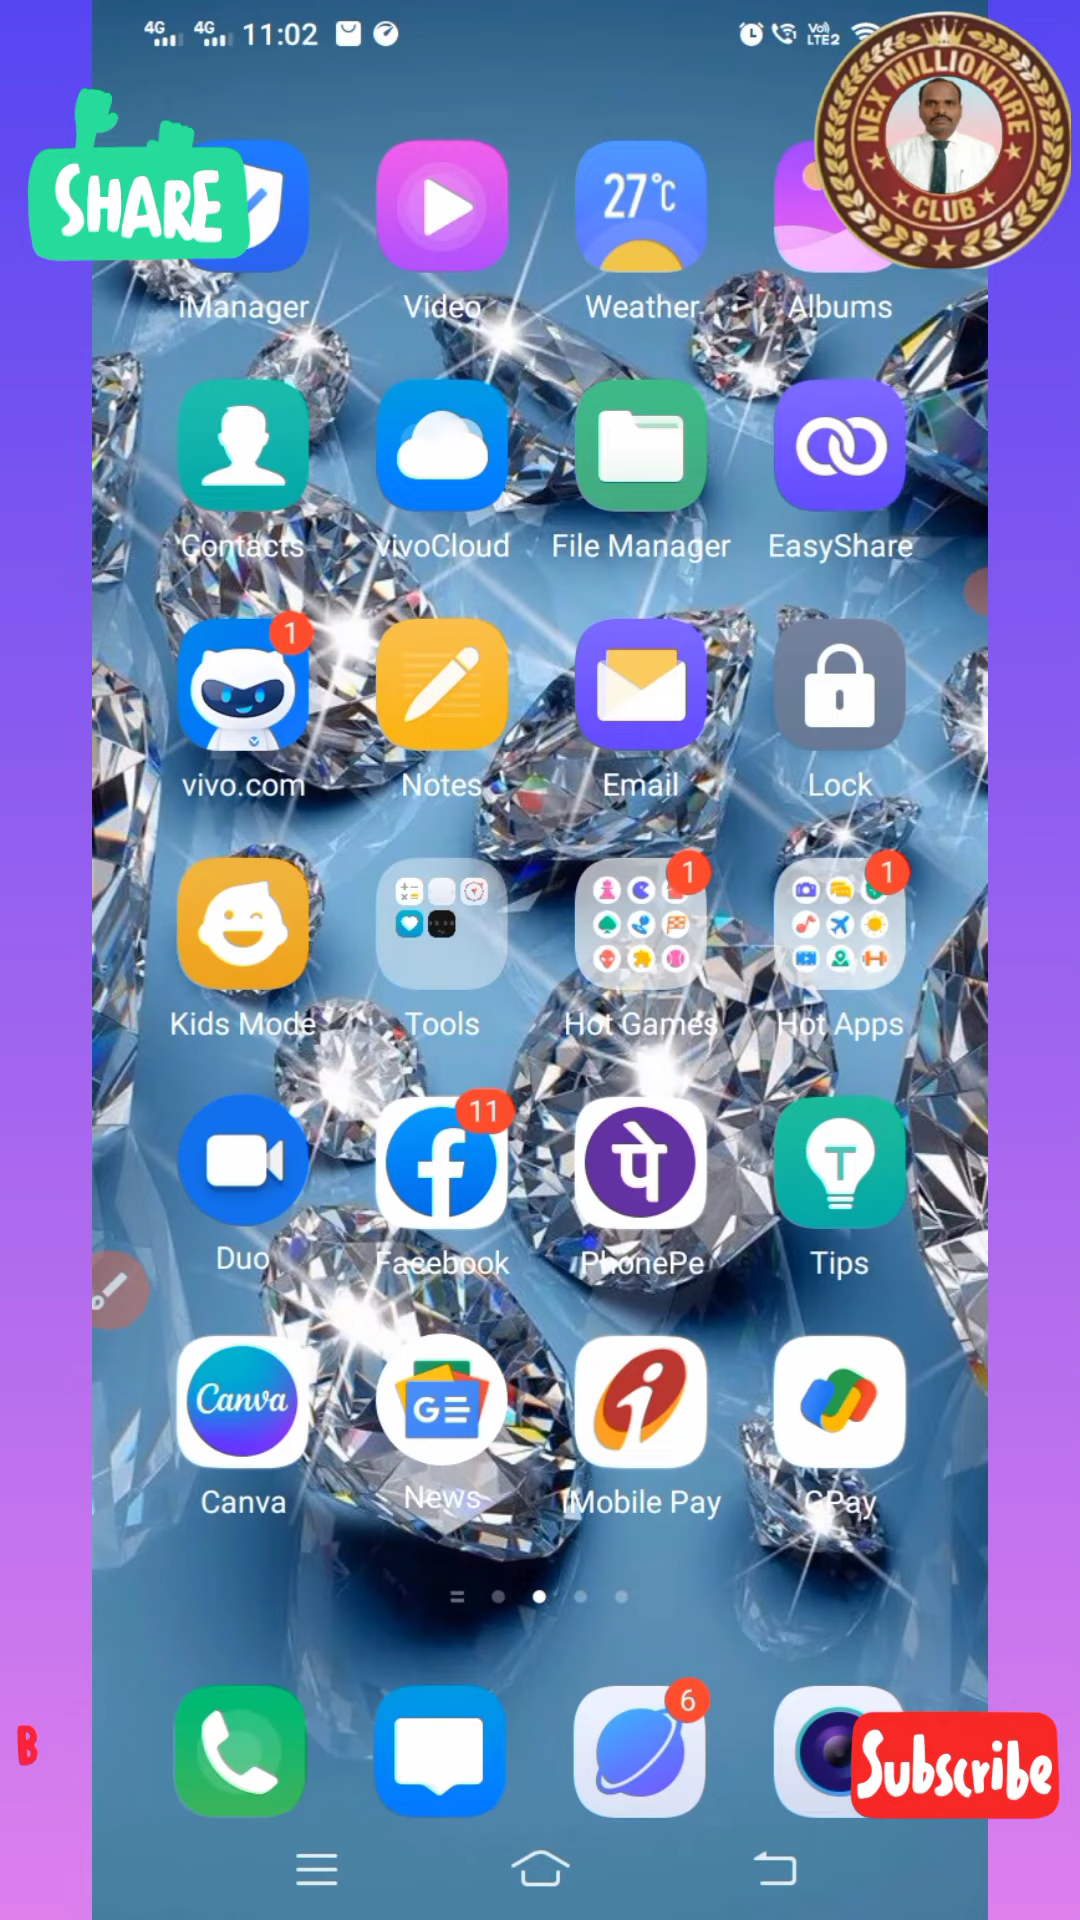 4G 4G 11:02 VoLTE2
NEX MILLIONAIRE
CLUB
SHARE
27°C
iManager Video Weather Albums
Contacts vivoCloud File Manager EasyShare
1
vivo.com Notes Email Lock
1 1
Kids Mode Tools Hot Games Hot Apps
11
पे T
Duo Facebook PhonePe Tips
Canva GE
Canva News iMobile Pay GPay
6
B
Subscribe